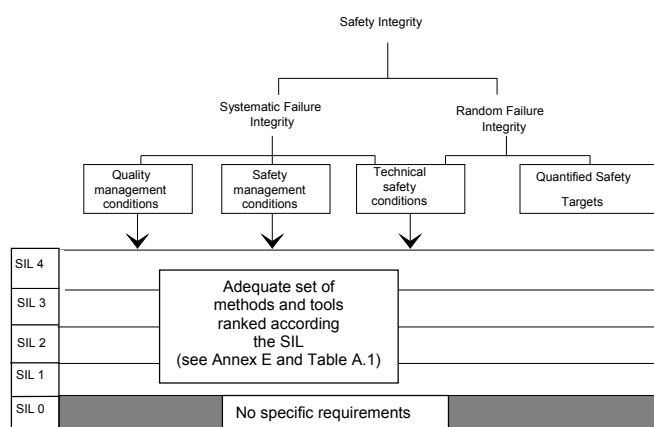 Safety Integrity
Systematic Failure
Integrity
Random Failure
Integrity
Quality
management
conditions
Safety
management
conditions
Technical
safety
conditions
Quantified Safety
Targets
SIL 4
SIL 3
SIL 2
SIL 1
SIL 0
Adequate set of
methods and tools
ranked according
the SIL
(see Annex E and Table A.1)
No specific requirements